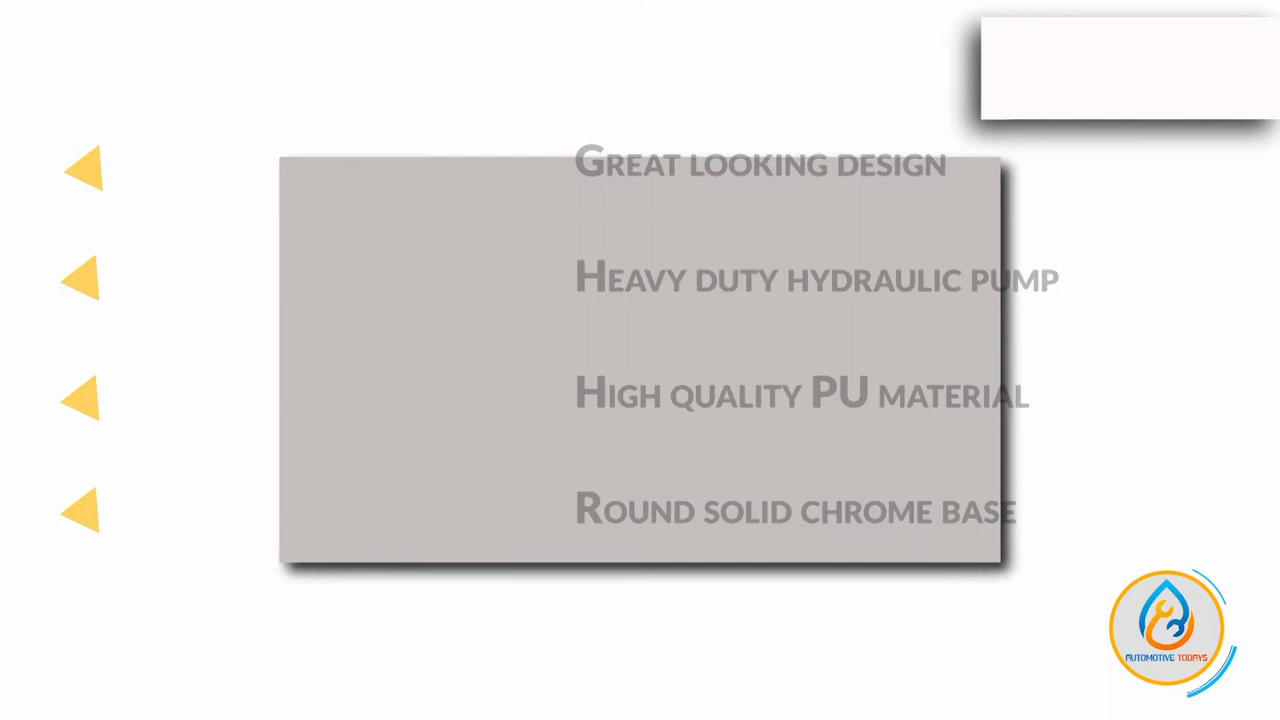 Great looking design
Heavy duty hydraulic pump
High quality PU material
Round solid chrome base
AUTOMOTIVE TODAYS